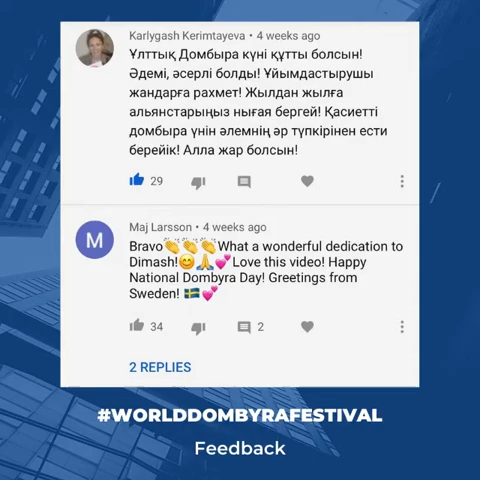 Karlygash Kerimtayeva • 4 weeks ago
Ұлттық Домбыра күні құтты болсын!
Әдемі, әсерлі болды! Ұйымдастырушы
жандарға рахмет! Жылдан жылға
альянстарыңыз нығая бергей! Қасиетті
домбыра үнін әлемнің әр түпкірінен ести
берейік! Алла жар болсын!
29
M
Maj Larsson • 4 weeks ago
Bravo👏👏👏What a wonderful dedication to
Dimash!😊🙏💕Love this video! Happy
National Dombyra Day! Greetings from
Sweden! 🇸🇪💕
34
2
2 REPLIES
#WORLDDOMBYRAFESTIVAL
Feedback